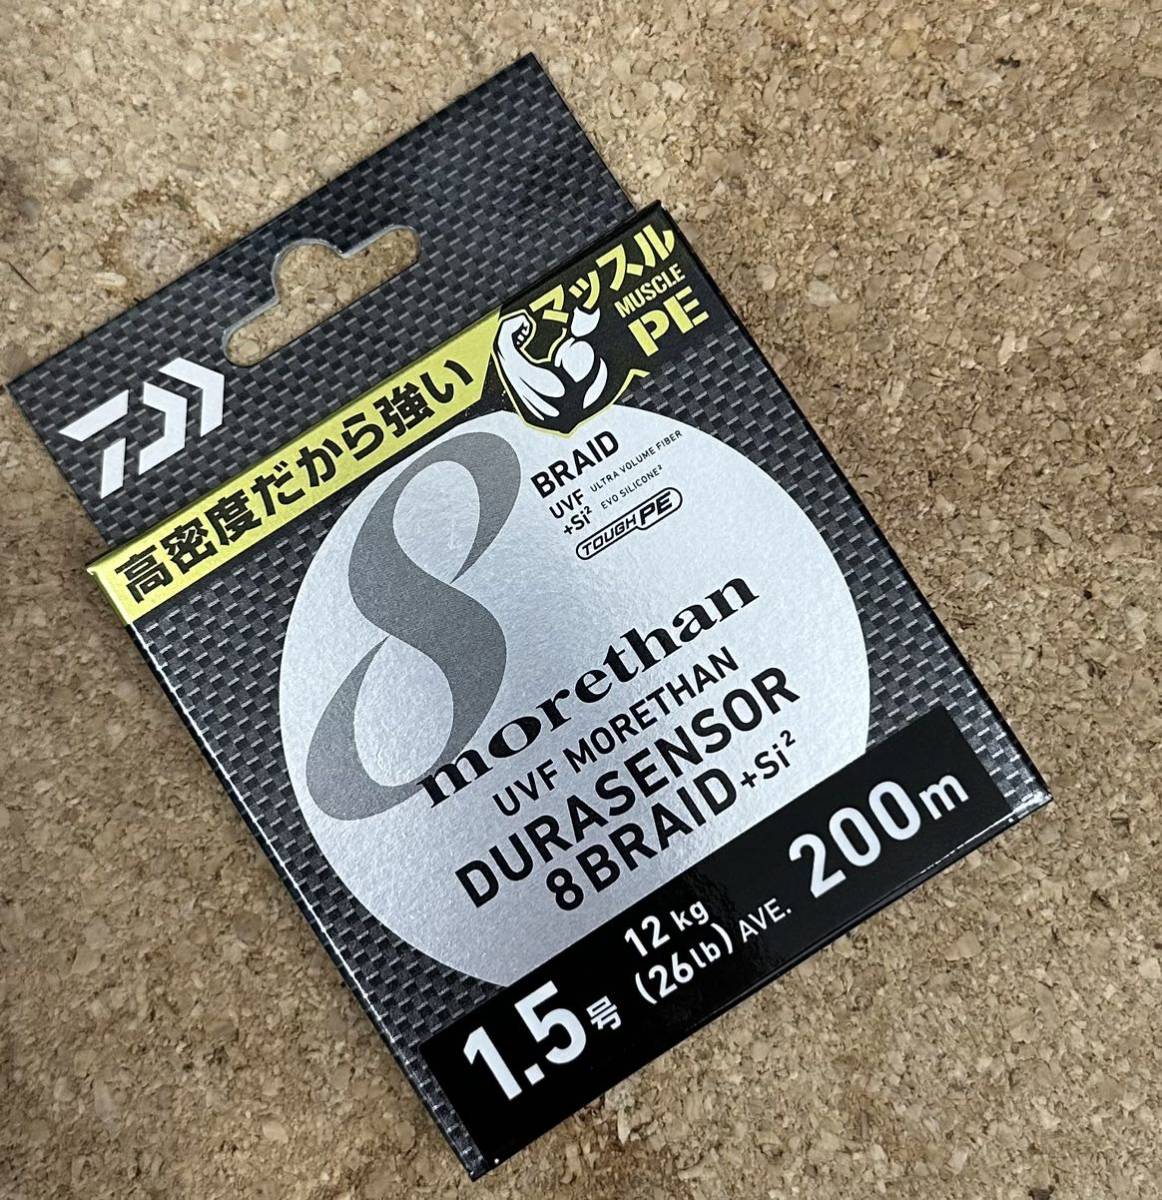 高密度だから強い
マッスル
MUSCLE
PE
8
BRAID
UVF ULTRA VOLUME FIBER
+Si² EVO SILICONE²
TOUGH PE
morethan
UVF MORETHAN
DURASENSOR
8BRAID+Si²
1.5号 12kg (26lb) AVE. 200m